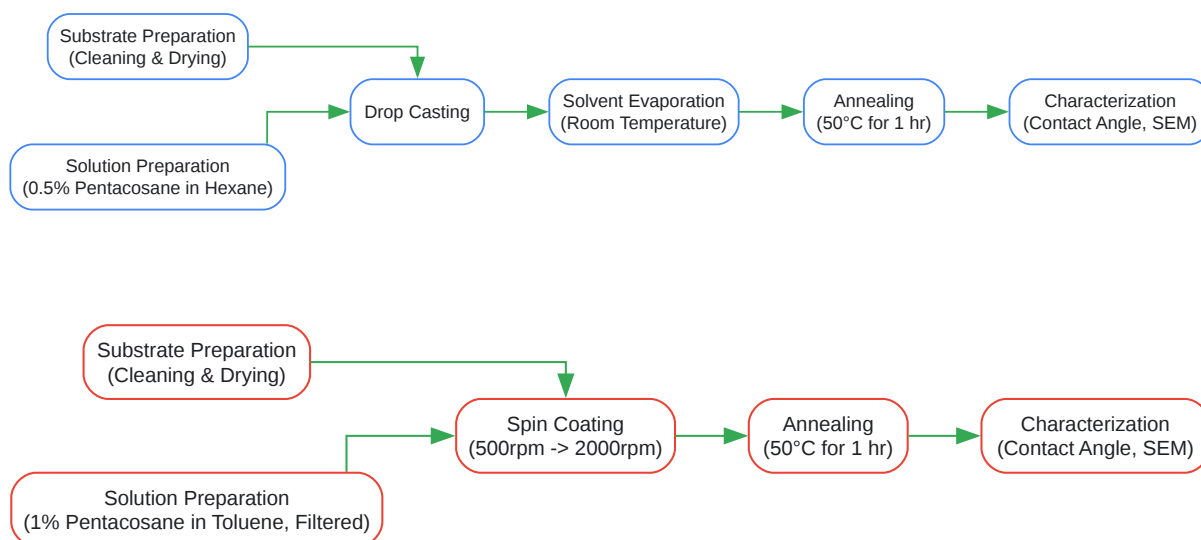 Substrate Preparation
(Cleaning & Drying)
Solution Preparation
(0.5% Pentacosane in Hexane)
Drop Casting
Solvent Evaporation
(Room Temperature)
Annealing
(50°C for 1 hr)
Characterization
(Contact Angle, SEM)
Substrate Preparation
(Cleaning & Drying)
Solution Preparation
(1% Pentacosane in Toluene, Filtered)
Spin Coating
(500rpm -> 2000rpm)
Annealing
(50°C for 1 hr)
Characterization
(Contact Angle, SEM)